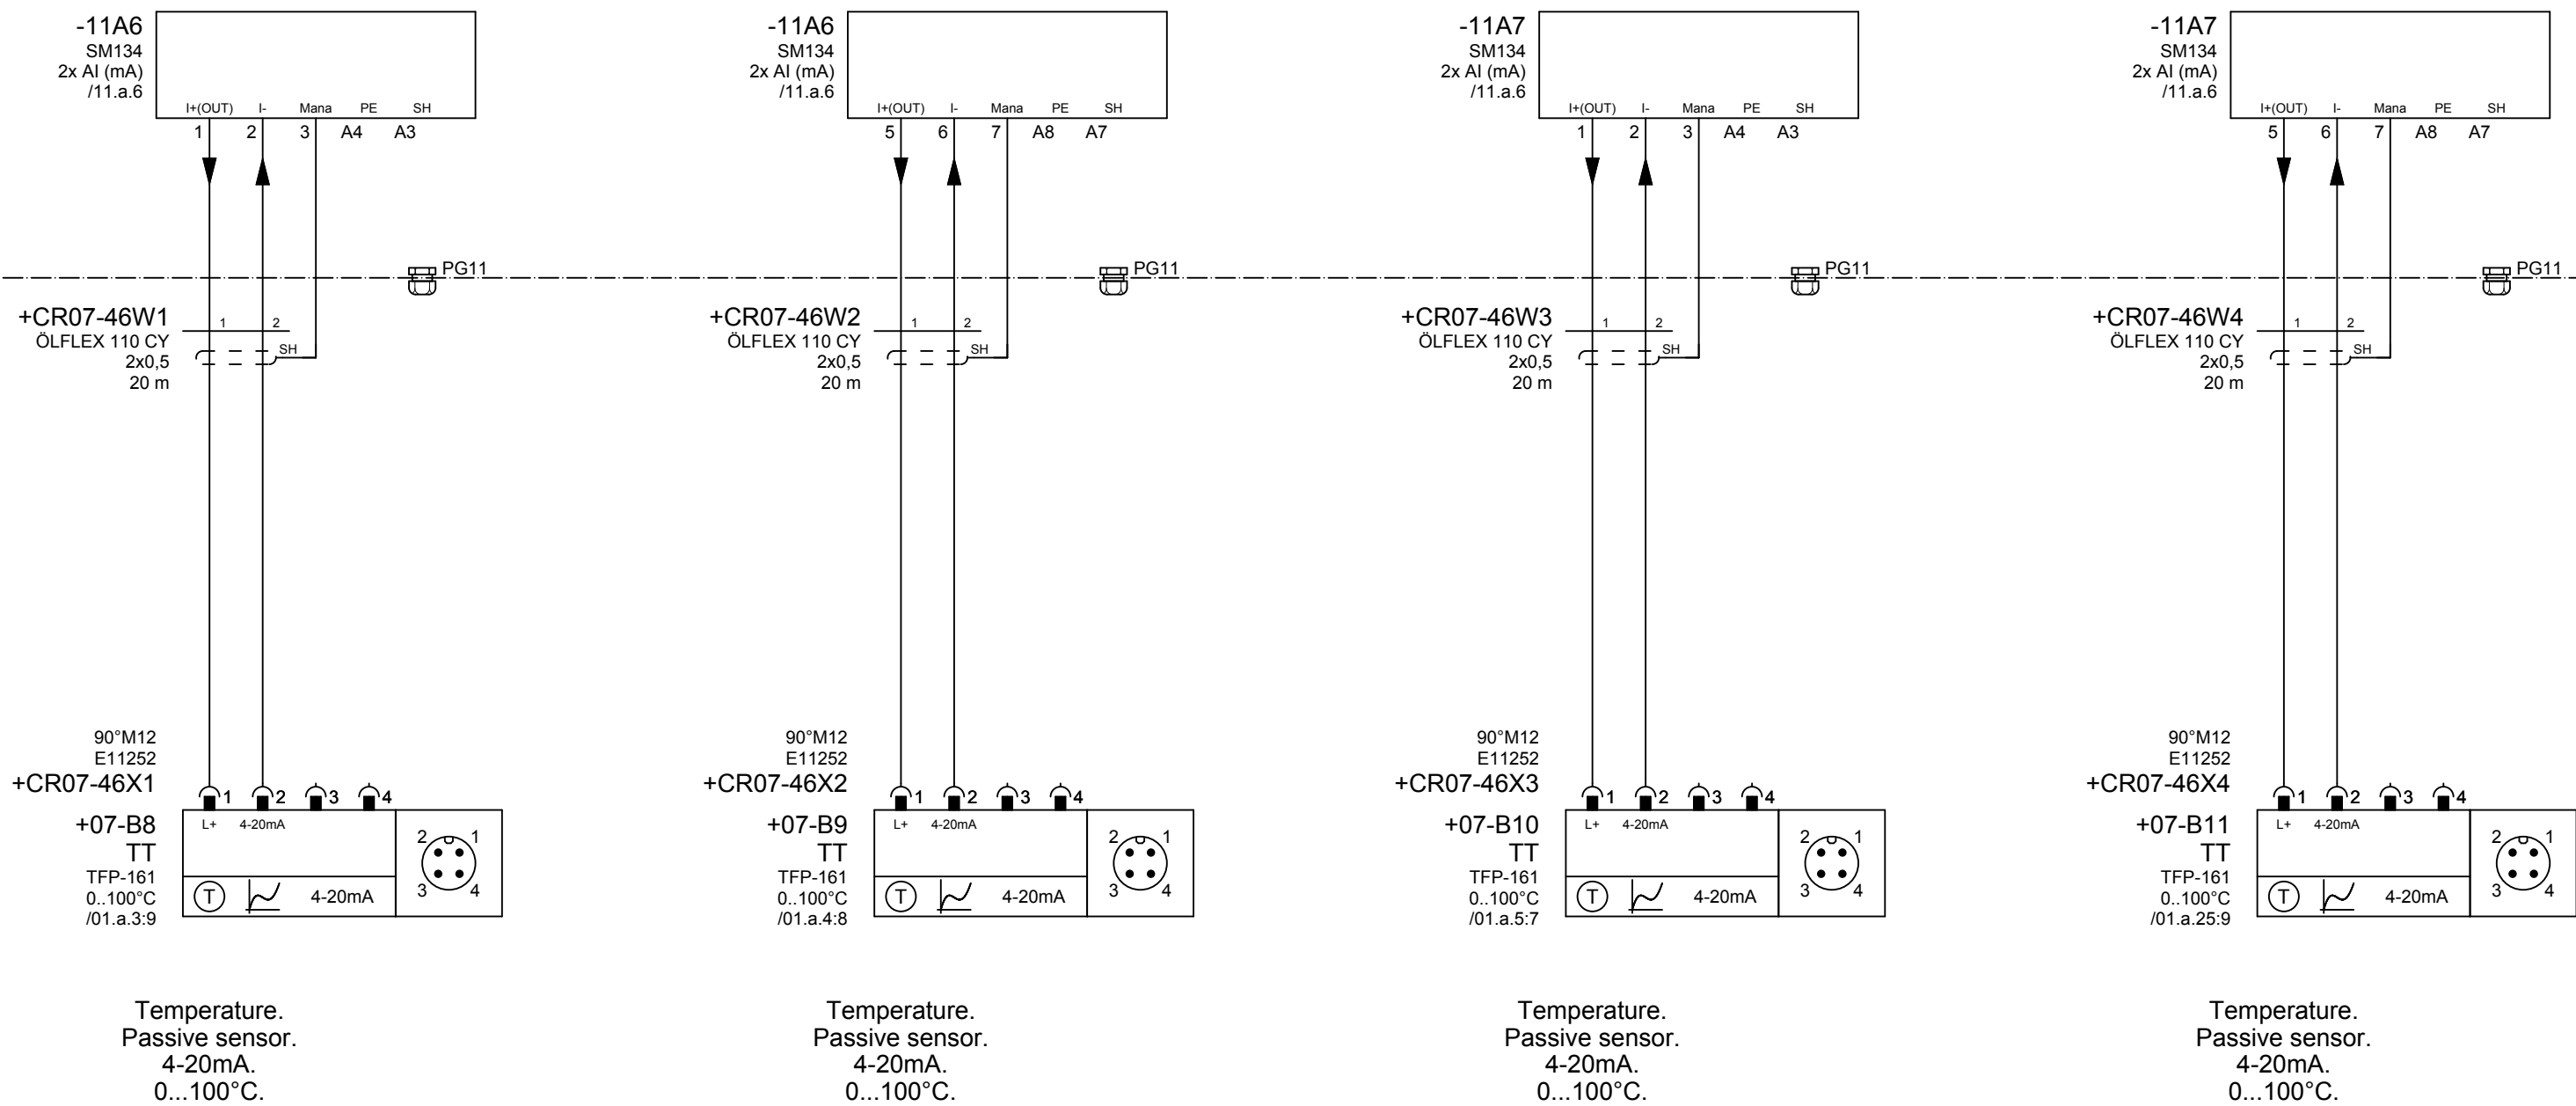 -11A6
SM134
2x AI (mA)
/11.a.6
I+(OUT) I- Mana PE SH
1 2 3 A4 A3
-11A6
SM134
2x AI (mA)
/11.a.6
I+(OUT) I- Mana PE SH
5 6 7 A8 A7
-11A7
SM134
2x AI (mA)
/11.a.6
I+(OUT) I- Mana PE SH
1 2 3 A4 A3
-11A7
SM134
2x AI (mA)
/11.a.6
I+(OUT) I- Mana PE SH
5 6 7 A8 A7
PG11
PG11
PG11
PG11
+CR07-46W1
1 2
ÖLFLEX 110 CY
SH
2x0,5
20 m
+CR07-46W2
1 2
ÖLFLEX 110 CY
SH
2x0,5
20 m
+CR07-46W3
1 2
ÖLFLEX 110 CY
SH
2x0,5
20 m
+CR07-46W4
1 2
ÖLFLEX 110 CY
SH
2x0,5
20 m
90°M12
E11252
+CR07-46X1
1 2 3 4
+07-B8
TT
TFP-161
0..100°C
/01.a.3:9
L+ 4-20mA
T 4-20mA
2 1
3 4
90°M12
E11252
+CR07-46X2
1 2 3 4
+07-B9
TT
TFP-161
0..100°C
/01.a.4:8
L+ 4-20mA
T 4-20mA
2 1
3 4
90°M12
E11252
+CR07-46X3
1 2 3 4
+07-B10
TT
TFP-161
0..100°C
/01.a.5:7
L+ 4-20mA
T 4-20mA
2 1
3 4
90°M12
E11252
+CR07-46X4
1 2 3 4
+07-B11
TT
TFP-161
0..100°C
/01.a.25:9
L+ 4-20mA
T 4-20mA
2 1
3 4
Temperature.
Passive sensor.
4-20mA.
0...100°C.
Temperature.
Passive sensor.
4-20mA.
0...100°C.
Temperature.
Passive sensor.
4-20mA.
0...100°C.
Temperature.
Passive sensor.
4-20mA.
0...100°C.